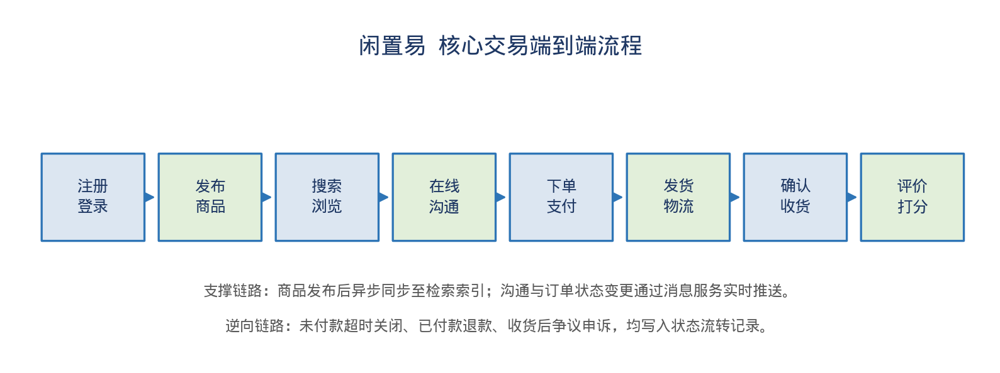 闲置易 核心交易端到端流程
注册
登录
发布
商品
搜索
浏览
在线
沟通
下单
支付
发货
物流
确认
收货
评价
打分
支撑链路：商品发布后异步同步至检索索引；沟通与订单状态变更通过消息服务实时推送。
逆向链路：未付款超时关闭、已付款退款、收货后争议申诉，均写入状态流转记录。